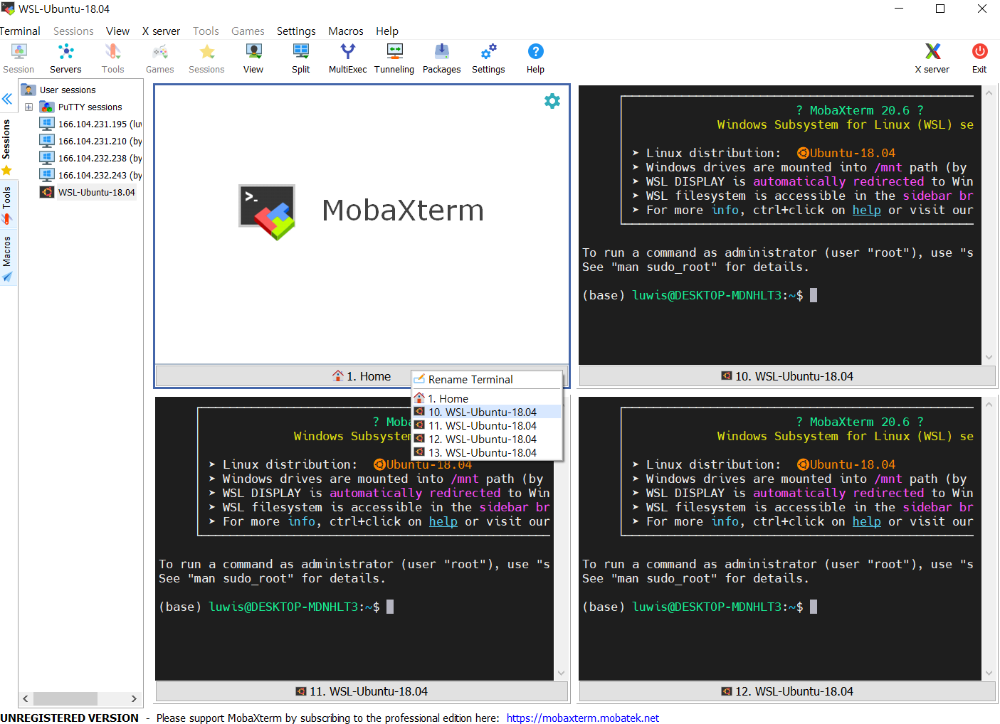 WSL-Ubuntu-18.04
Terminal Sessions View X server Tools Games Settings Macros Help
Session Servers Tools Games Sessions View Split MultiExec Tunneling Packages Settings Help X server Exit
Sessions
Tools
Macros
User sessions
PuTTY sessions
166.104.231.195 (lu
166.104.231.210 (by
166.104.232.238 (by
166.104.232.243 (by
WSL-Ubuntu-18.04
>_
MobaXterm
1. Home
? MobaXterm 20.6 ?
Windows Subsystem for Linux (WSL) se
➤ Linux distribution: Ubuntu-18.04
➤ Windows drives are mounted into /mnt path (by
➤ WSL DISPLAY is automatically redirected to Win
➤ WSL filesystem is accessible in the sidebar br
➤ For more info, ctrl+click on help or visit our
To run a command as administrator (user "root"), use "s
See "man sudo_root" for details.
(base) luwis@DESKTOP-MDNHLT3:~$
10. WSL-Ubuntu-18.04
Rename Terminal
1. Home
10. WSL-Ubuntu-18.04
11. WSL-Ubuntu-18.04
12. WSL-Ubuntu-18.04
13. WSL-Ubuntu-18.04
? Mob
Windows Subsyst
➤ Linux distribution: Ubuntu-18.04
➤ Windows drives are mounted into /mnt path (by
➤ WSL DISPLAY is automatically redirected to Win
➤ WSL filesystem is accessible in the sidebar br
➤ For more info, ctrl+click on help or visit our
To run a command as administrator (user "root"), use "s
See "man sudo_root" for details.
(base) luwis@DESKTOP-MDNHLT3:~$
11. WSL-Ubuntu-18.04
? MobaXterm 20.6 ?
Windows Subsystem for Linux (WSL) se
➤ Linux distribution: Ubuntu-18.04
➤ Windows drives are mounted into /mnt path (by
➤ WSL DISPLAY is automatically redirected to Win
➤ WSL filesystem is accessible in the sidebar br
➤ For more info, ctrl+click on help or visit our
To run a command as administrator (user "root"), use "s
See "man sudo_root" for details.
(base) luwis@DESKTOP-MDNHLT3:~$
12. WSL-Ubuntu-18.04
UNREGISTERED VERSION - Please support MobaXterm by subscribing to the professional edition here: https://mobaxterm.mobatek.net